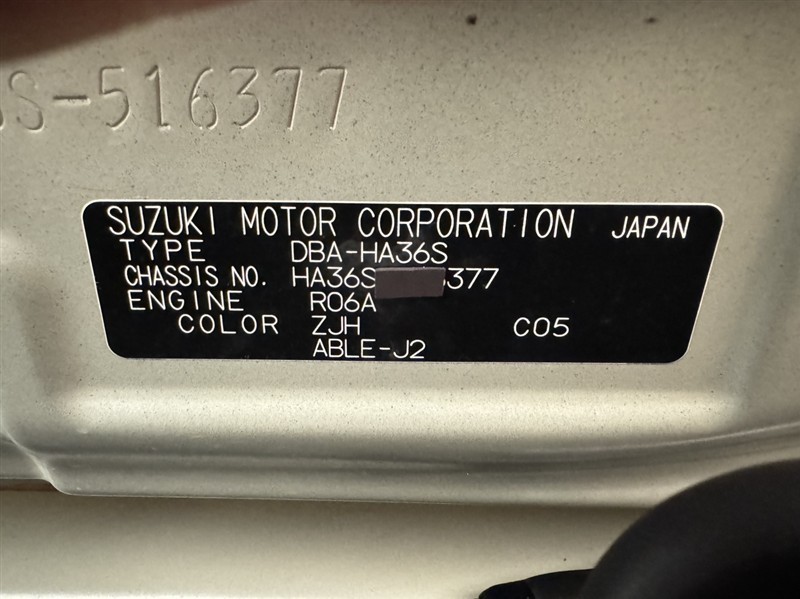 S-516377
SUZUKI MOTOR CORPORATION JAPAN
TYPE DBA-HA36S
CHASSIS NO. HA36S 377
ENGINE R06A
COLOR ZJH C05
ABLE-J2